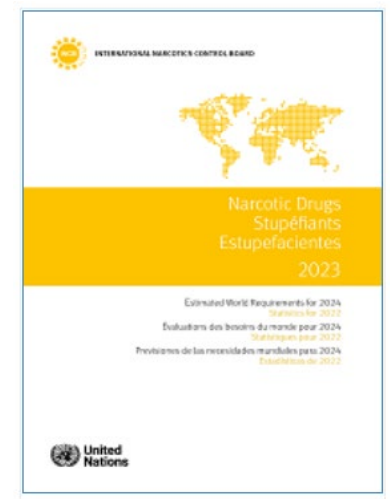 INCB
INTERNATIONAL NARCOTICS CONTROL BOARD
Narcotic Drugs
Stupéfiants
Estupefacientes
2023
Estimated World Requirements for 2024
Statistics for 2022
Évaluations des besoins du monde pour 2024
Statistiques pour 2022
Previsiones de las necesidades mundiales para 2024
Estadísticas de 2022
United
Nations